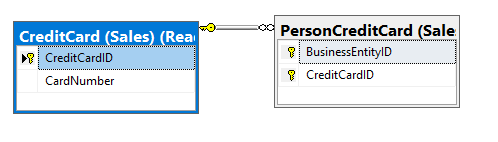 CreditCard (Sales) (Rea
CreditCardID
CardNumber
PersonCreditCard (Sale
BusinessEntityID
CreditCardID